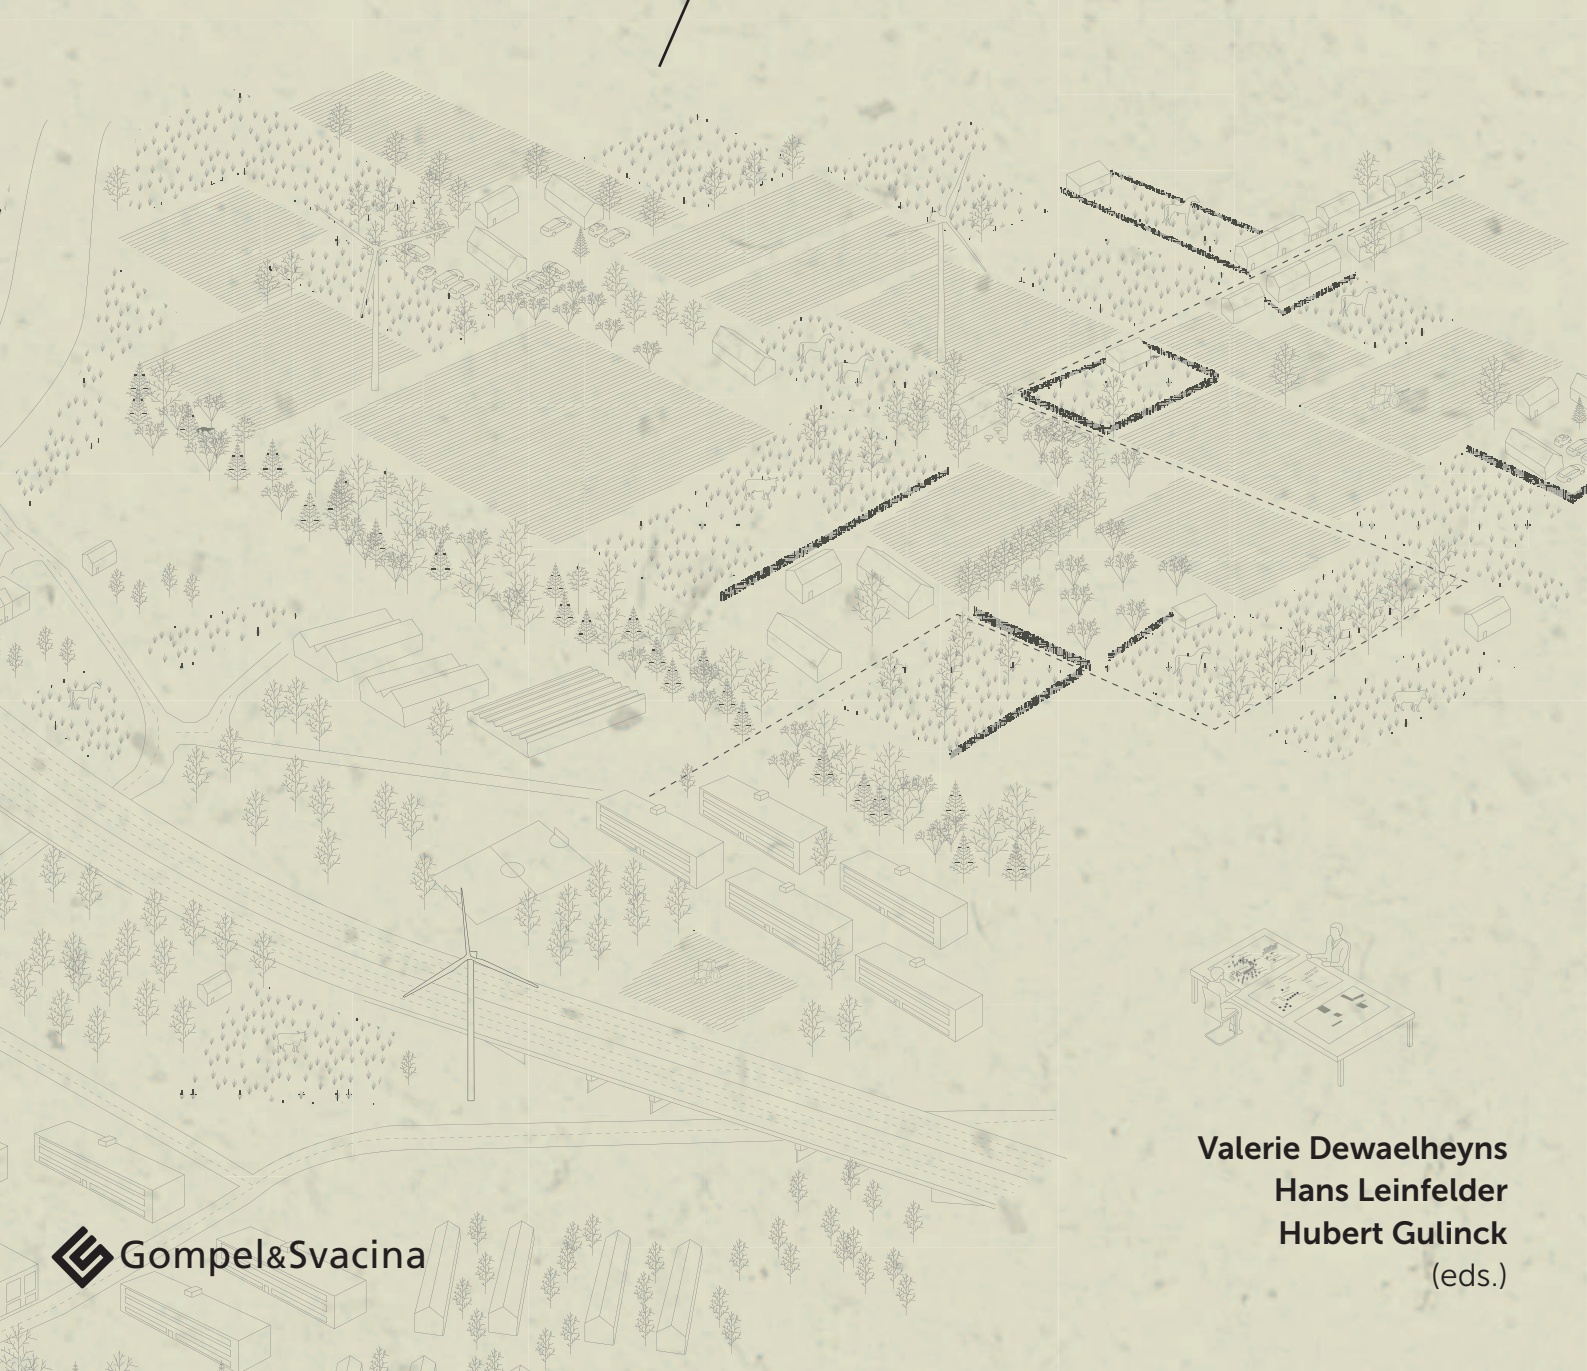 Valerie Dewaelheyns
Hans Leinfelder
Hubert Gulinck
(eds.)
Gompel&Svacina